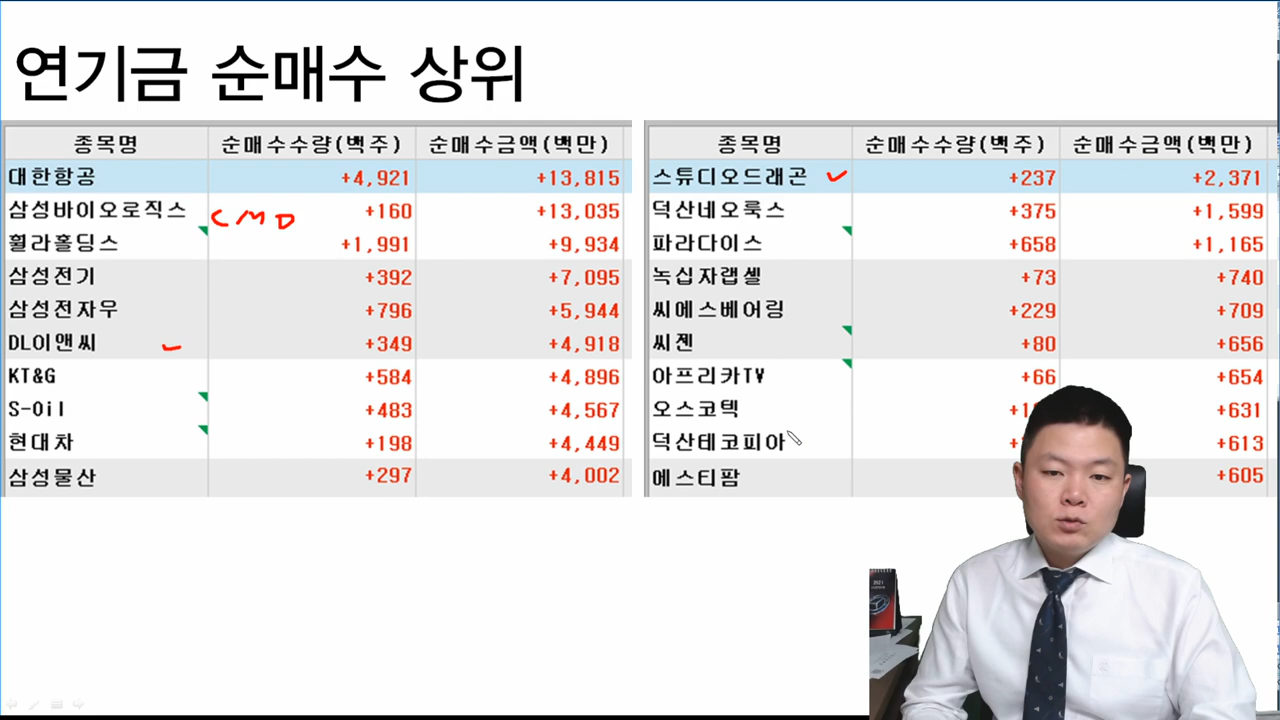 연기금 순매수 상위
종목명 순매수수량(백주) 순매수금액(백만)
대한항공 +4,921 +13,815
삼성바이오로직스 CMO +160 +13,035
휠라홀딩스 +1,991 +9,934
삼성전기 +392 +7,095
삼성전자우 +796 +5,944
DL이앤씨 +349 +4,918
KT&G +584 +4,896
S-Oil +483 +4,567
현대차 +198 +4,449
삼성물산 +297 +4,002
종목명 순매수수량(백주) 순매수금액(백만)
스튜디오드래곤 +237 +2,371
덕산네오룩스 +375 +1,599
파라다이스 +658 +1,165
녹십자랩셀 +73 +740
씨에스베어링 +229 +709
씨젠 +80 +656
아프리카TV +66 +654
오스코텍 +631
덕산테코피아 +613
에스티팜 +605